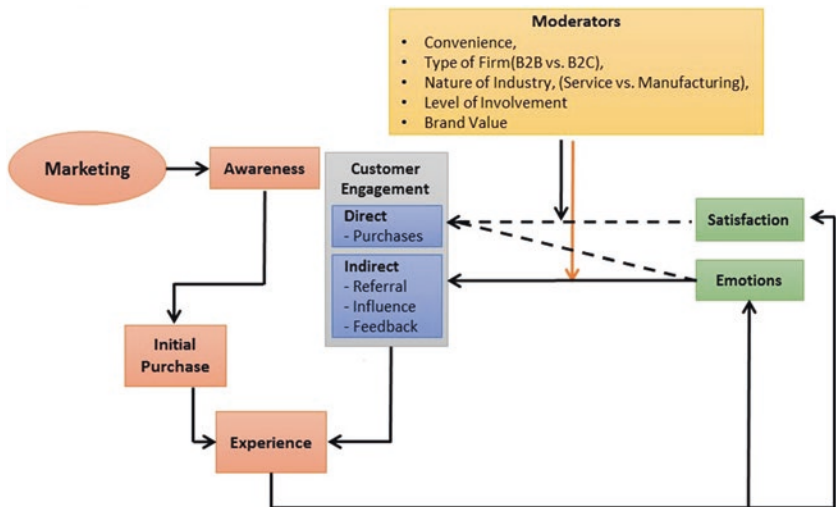 Moderators
• Convenience,
• Type of Firm(B2B vs. B2C),
• Nature of Industry, (Service vs. Manufacturing),
• Level of Involvement
• Brand Value
Marketing
Awareness
Customer
Engagement
Direct
- Purchases
Indirect
- Referral
- Influence
- Feedback
Satisfaction
Emotions
Initial
Purchase
Experience